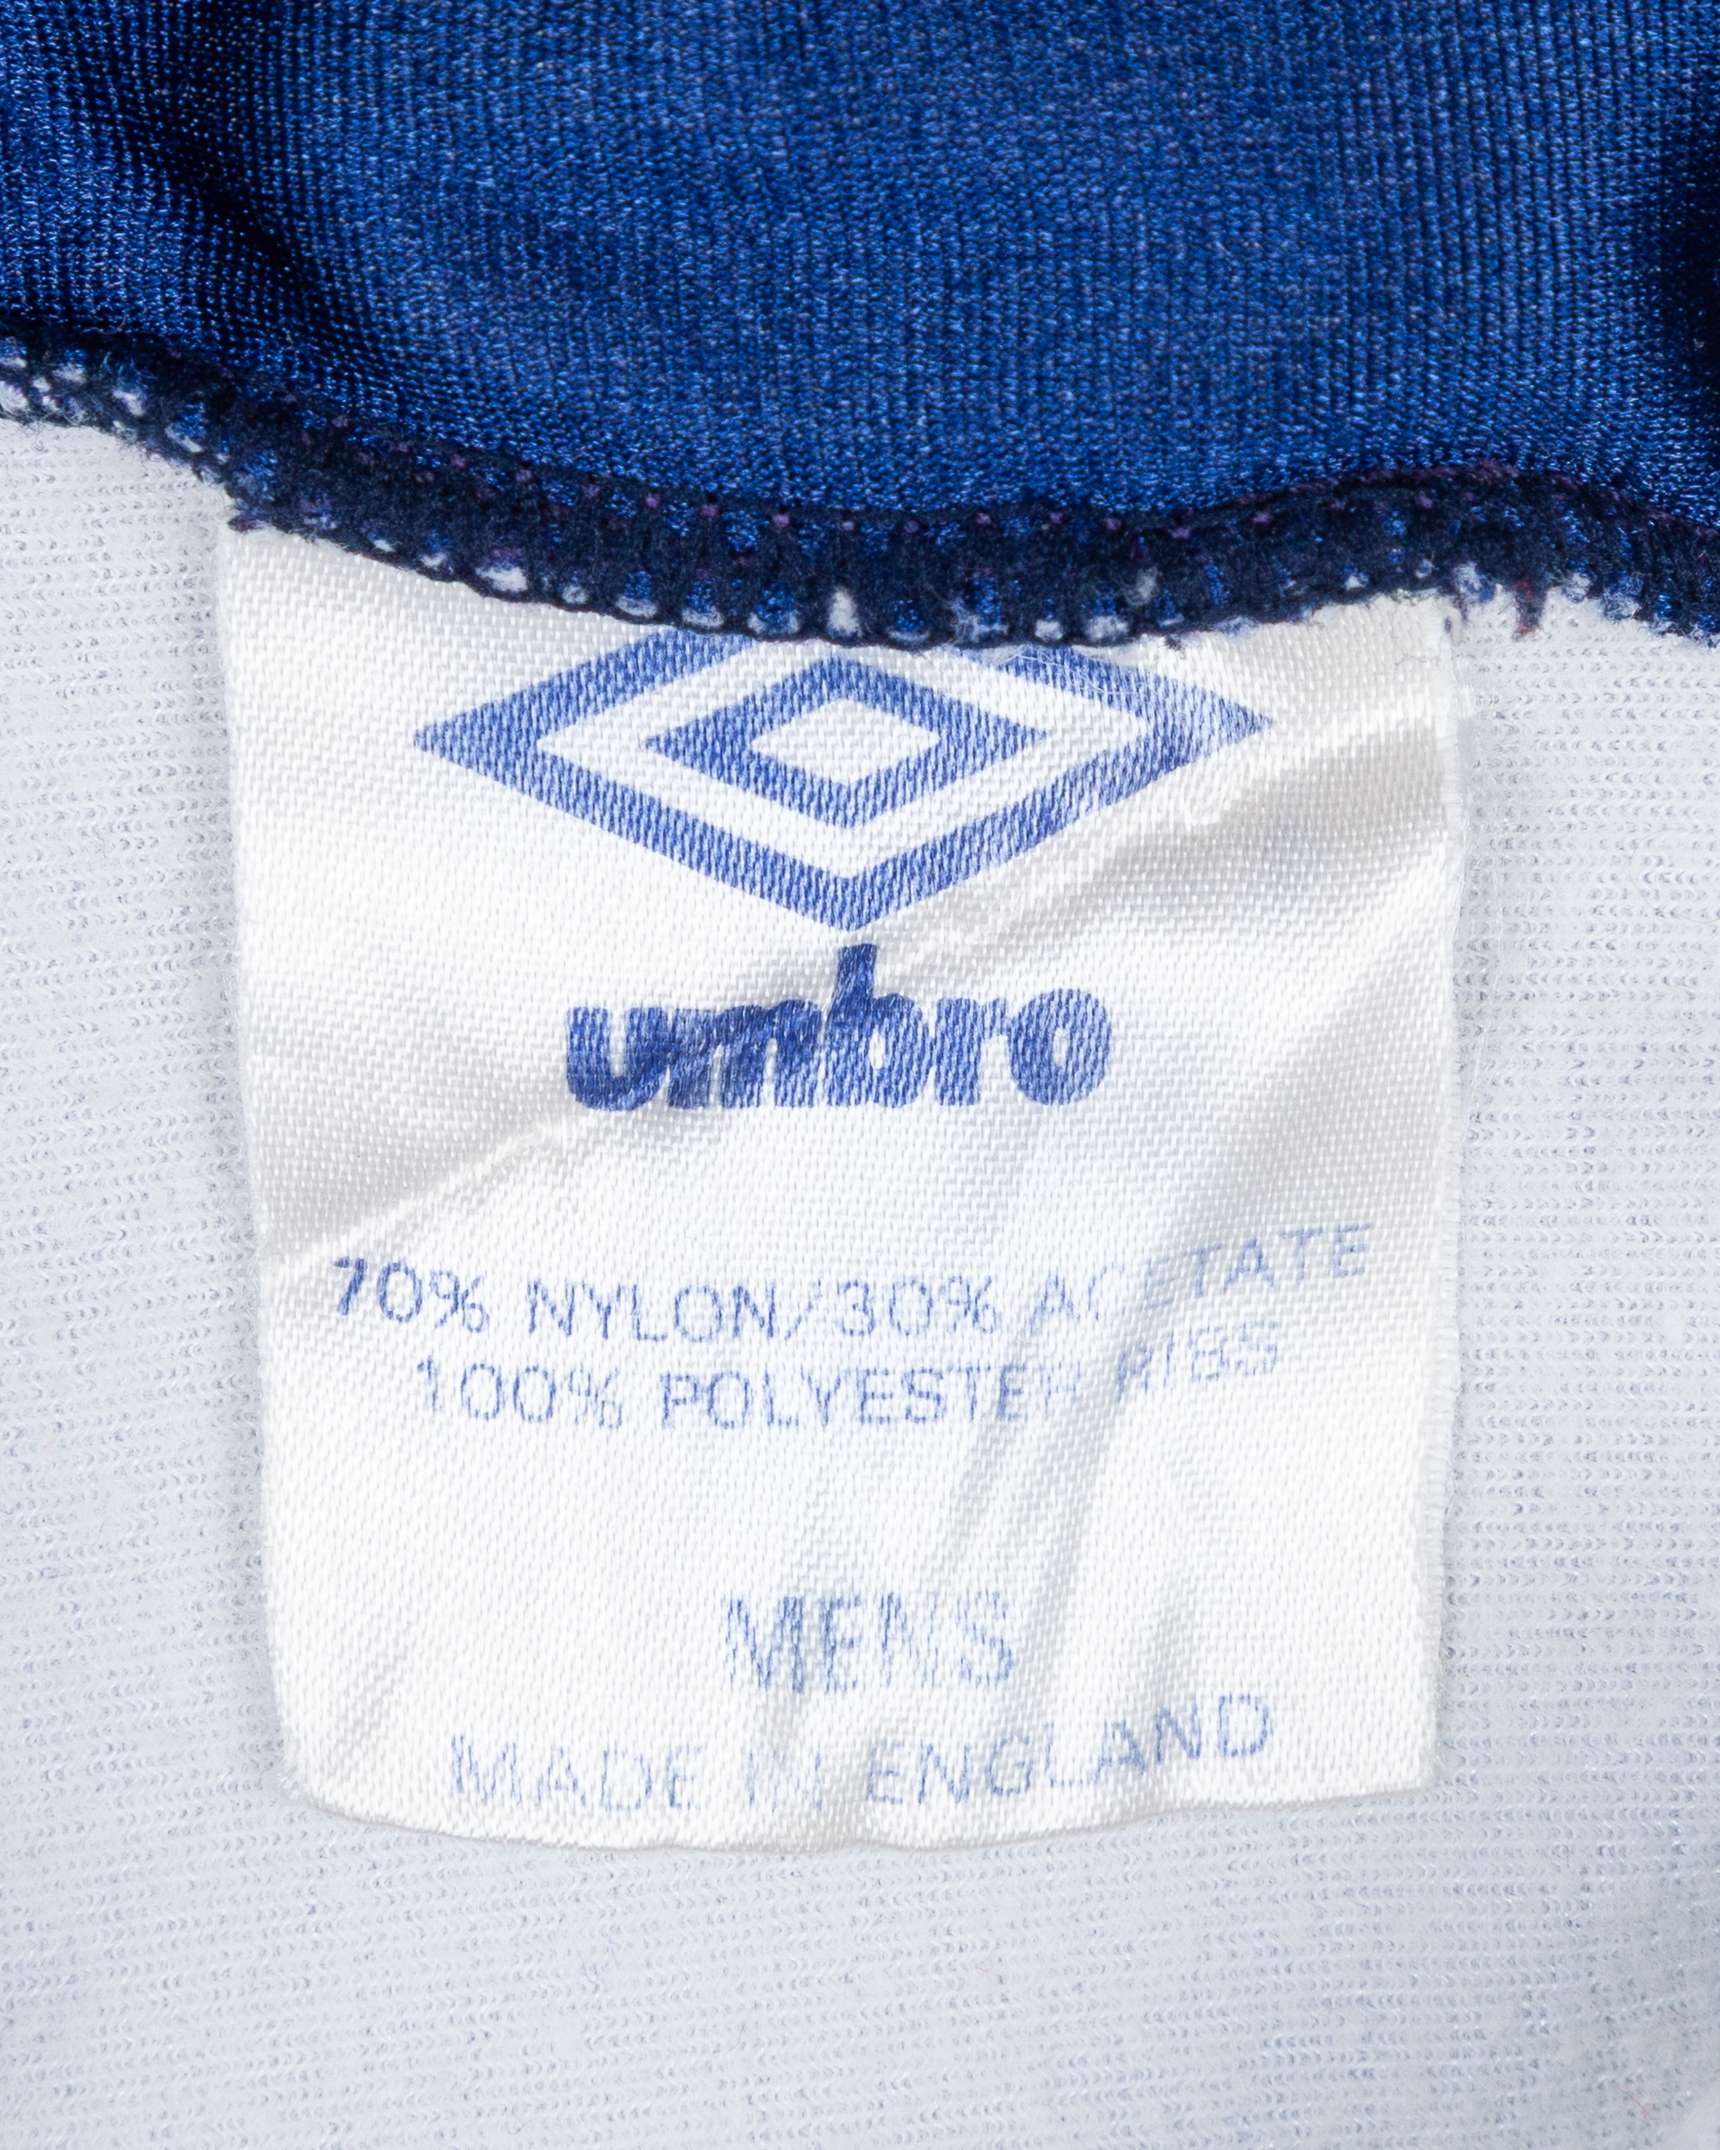 umbro
70% NYLON/30% ACETATE
100% POLYESTER RIBS
MENS
MADE IN ENGLAND